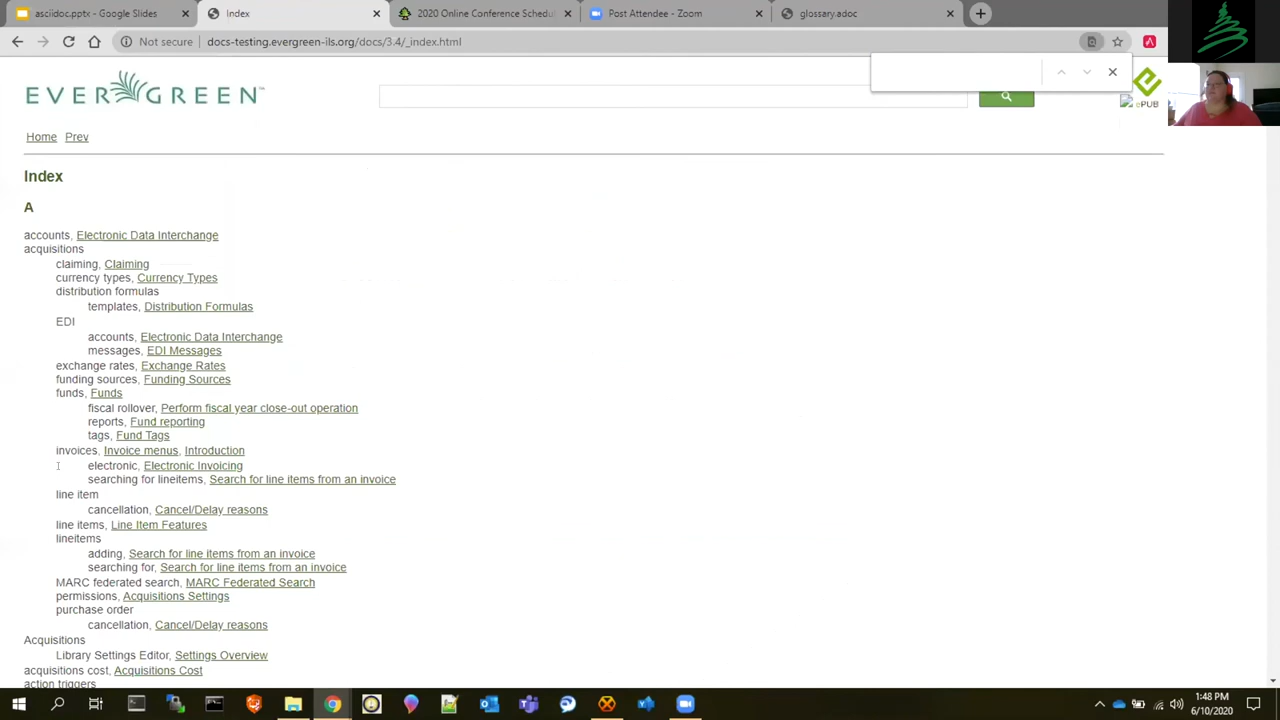 asciidoc.pptx - Google Slides
Index
2020 Online Conference Schedul
Post Attendee - Zoom
glossary.adoc
Not secure
docs-testing.evergreen-ils.org/docs/3.4/_index.html
EVERGREEN
ePUB
Home Prev
Index
A
accounts, Electronic Data Interchange
acquisitions
claiming, Claiming
currency types, Currency Types
distribution formulas
templates, Distribution Formulas
EDI
accounts, Electronic Data Interchange
messages, EDI Messages
exchange rates, Exchange Rates
funding sources, Funding Sources
funds, Funds
fiscal rollover, Perform fiscal year close-out operation
reports, Fund reporting
tags, Fund Tags
invoices, Invoice menus, Introduction
electronic, Electronic Invoicing
searching for lineitems, Search for line items from an invoice
line item
cancellation, Cancel/Delay reasons
line items, Line Item Features
lineitems
adding, Search for line items from an invoice
searching for, Search for line items from an invoice
MARC federated search, MARC Federated Search
permissions, Acquisitions Settings
purchase order
cancellation, Cancel/Delay reasons
Acquisitions
Library Settings Editor, Settings Overview
acquisitions cost, Acquisitions Cost
action triggers
1:48 PM
6/10/2020